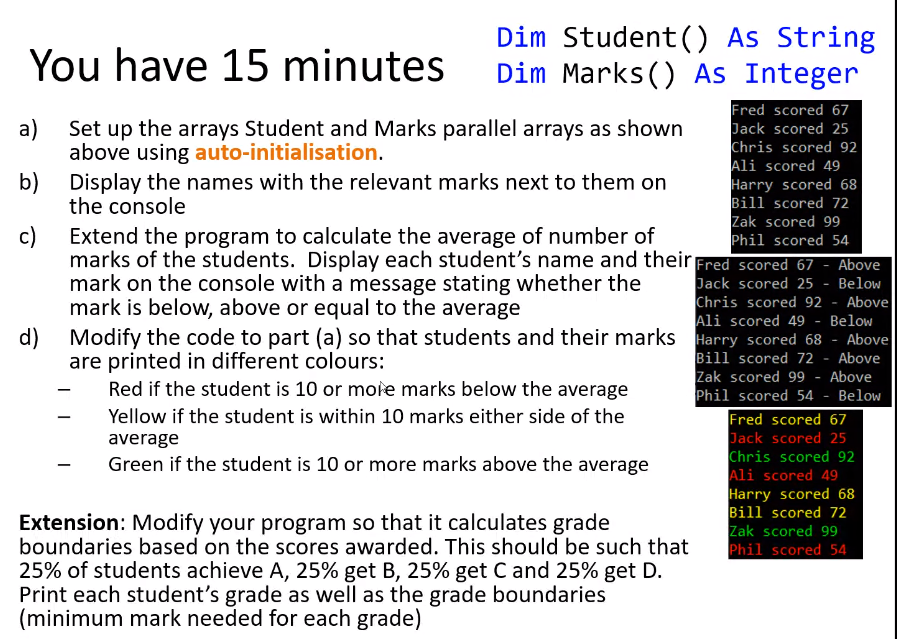 You have 15 minutes
Dim Student() As String
Dim Marks() As Integer
a) Set up the arrays Student and Marks parallel arrays as shown
above using auto-initialisation.
b) Display the names with the relevant marks next to them on
the console
c) Extend the program to calculate the average of number of
marks of the students. Display each student's name and their
mark on the console with a message stating whether the
mark is below, above or equal to the average
d) Modify the code to part (a) so that students and their marks
are printed in different colours:
– Red if the student is 10 or more marks below the average
– Yellow if the student is within 10 marks either side of the
average
– Green if the student is 10 or more marks above the average
Extension: Modify your program so that it calculates grade
boundaries based on the scores awarded. This should be such that
25% of students achieve A, 25% get B, 25% get C and 25% get D.
Print each student's grade as well as the grade boundaries
(minimum mark needed for each grade)
Fred scored 67
Jack scored 25
Chris scored 92
Ali scored 49
Harry scored 68
Bill scored 72
Zak scored 99
Phil scored 54
Fred scored 67 - Above
Jack scored 25 - Below
Chris scored 92 - Above
Ali scored 49 - Below
Harry scored 68 - Above
Bill scored 72 - Above
Zak scored 99 - Above
Phil scored 54 - Below
Fred scored 67
Jack scored 25
Chris scored 92
Ali scored 49
Harry scored 68
Bill scored 72
Zak scored 99
Phil scored 54